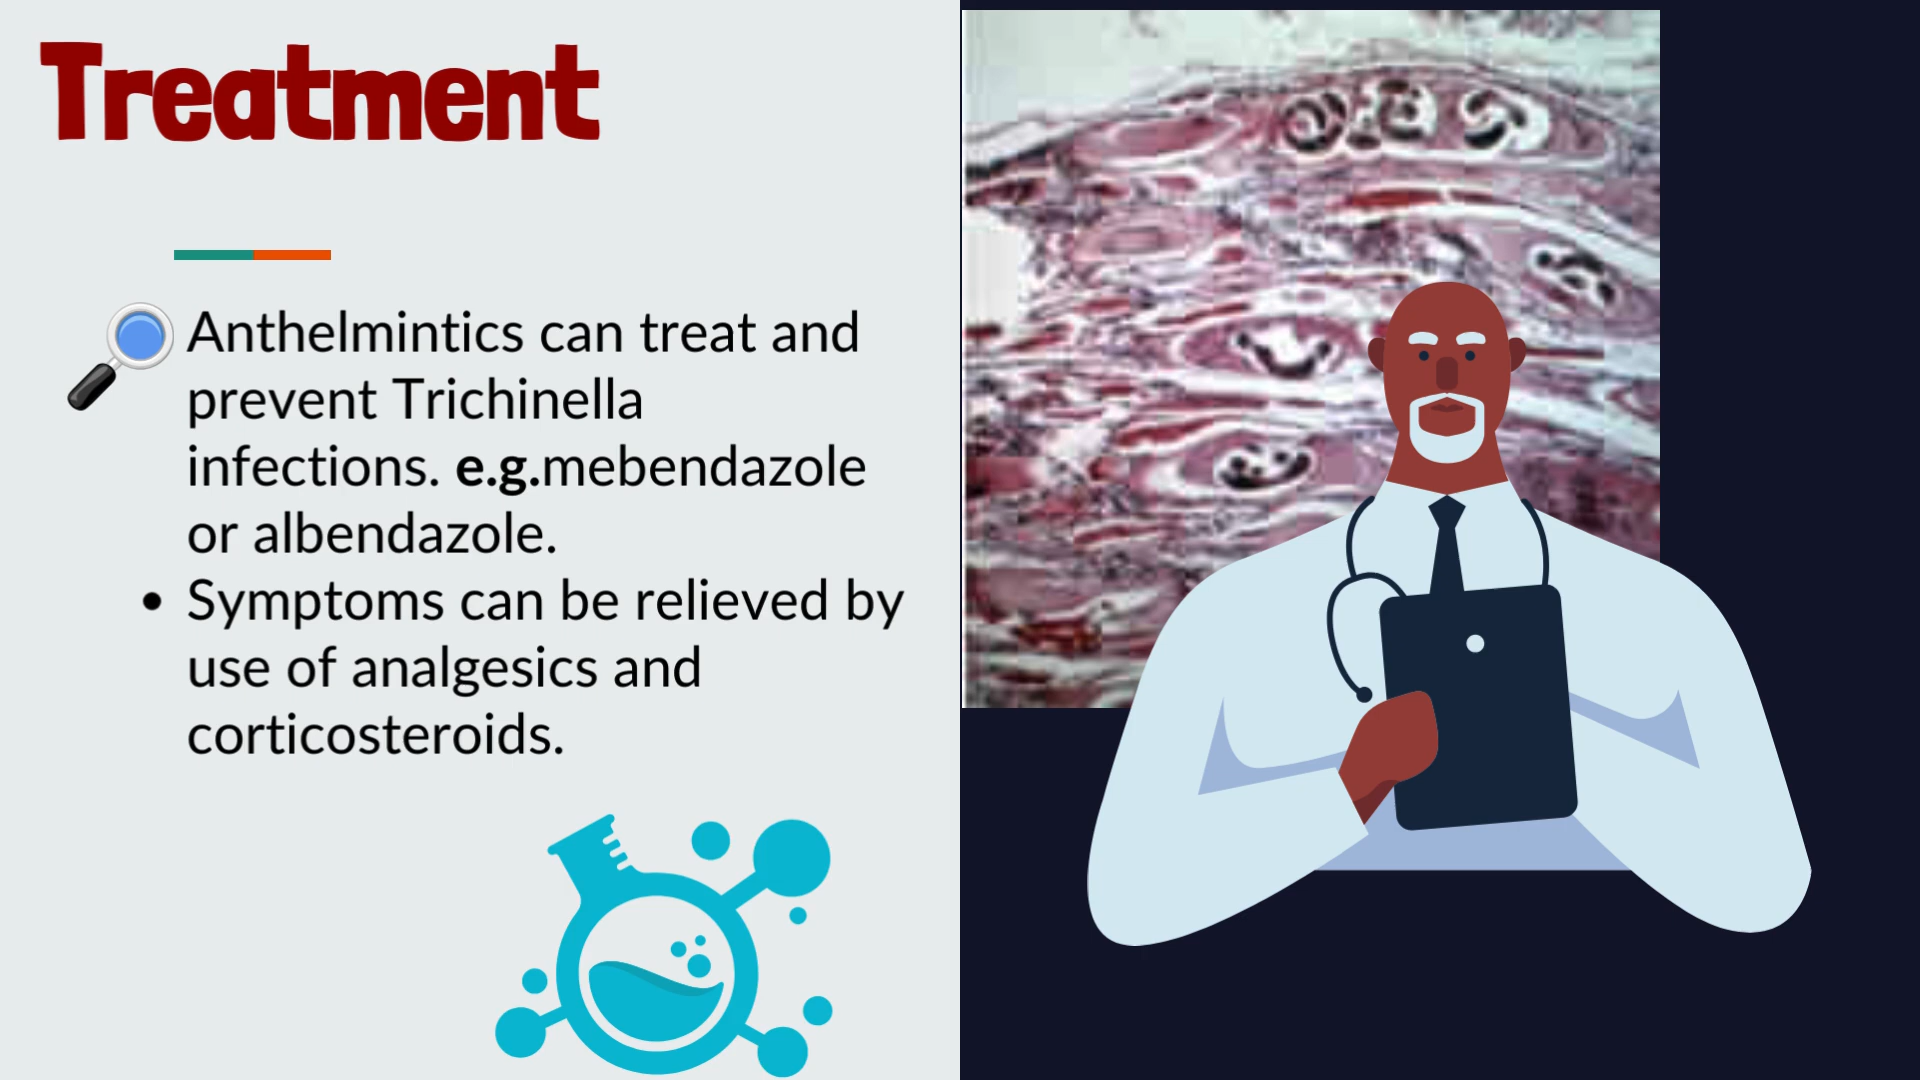 Treatment
Anthelmintics can treat and
prevent Trichinella
infections. e.g.mebendazole
or albendazole.
• Symptoms can be relieved by
use of analgesics and
corticosteroids.